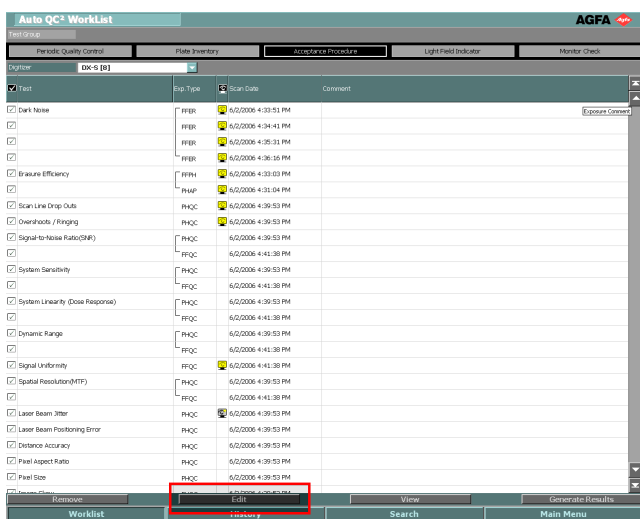 Auto QC² WorkList AGFA
Test Group
Periodic Quality Control Plate Inventory Acceptance Procedure Light Field Indicator Monitor Check
Digitizer DX-S [8]
Test Exp.Type Scan Date Comment
Dark Noise FFER 6/2/2006 4:33:51 PM Exposure Comment
FFER 6/2/2006 4:34:41 PM
FFER 6/2/2006 4:35:31 PM
FFER 6/2/2006 4:36:16 PM
Erasure Efficiency FFPH 6/2/2006 4:33:03 PM
PHAP 6/2/2006 4:31:04 PM
Scan Line Drop Outs PHQC 6/2/2006 4:39:53 PM
Overshoots / Ringing PHQC 6/2/2006 4:39:53 PM
Signal-to-Noise Ratio(SNR) PHQC 6/2/2006 4:39:53 PM
FFQC 6/2/2006 4:41:38 PM
System Sensitivity PHQC 6/2/2006 4:39:53 PM
FFQC 6/2/2006 4:41:38 PM
System Linearity (Dose Response) PHQC 6/2/2006 4:39:53 PM
FFQC 6/2/2006 4:41:38 PM
Dynamic Range PHQC 6/2/2006 4:39:53 PM
FFQC 6/2/2006 4:41:38 PM
Signal Uniformity FFQC 6/2/2006 4:41:38 PM
Spatial Resolution(MTF) PHQC 6/2/2006 4:39:53 PM
FFQC 6/2/2006 4:41:38 PM
Laser Beam Jitter PHQC 6/2/2006 4:39:53 PM
Laser Beam Positioning Error PHQC 6/2/2006 4:39:53 PM
Distance Accuracy PHQC 6/2/2006 4:39:53 PM
Pixel Aspect Ratio PHQC 6/2/2006 4:39:53 PM
Pixel Size PHQC 6/2/2006 4:39:53 PM
Remove Edit View Generate Results
Worklist History Search Main Menu